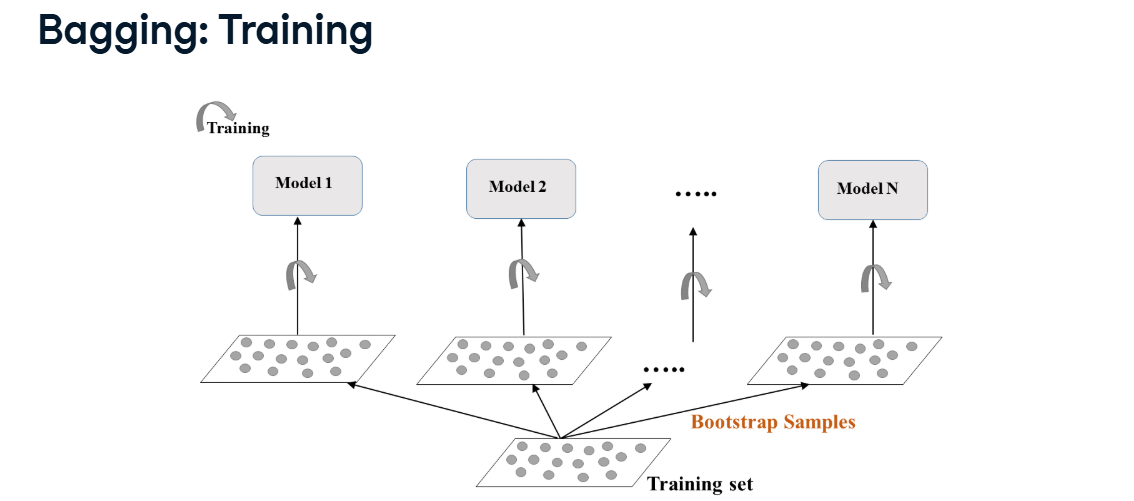 Bagging: Training
Training
Model 1
Model 2
.....
Model N
.....
Bootstrap Samples
Training set